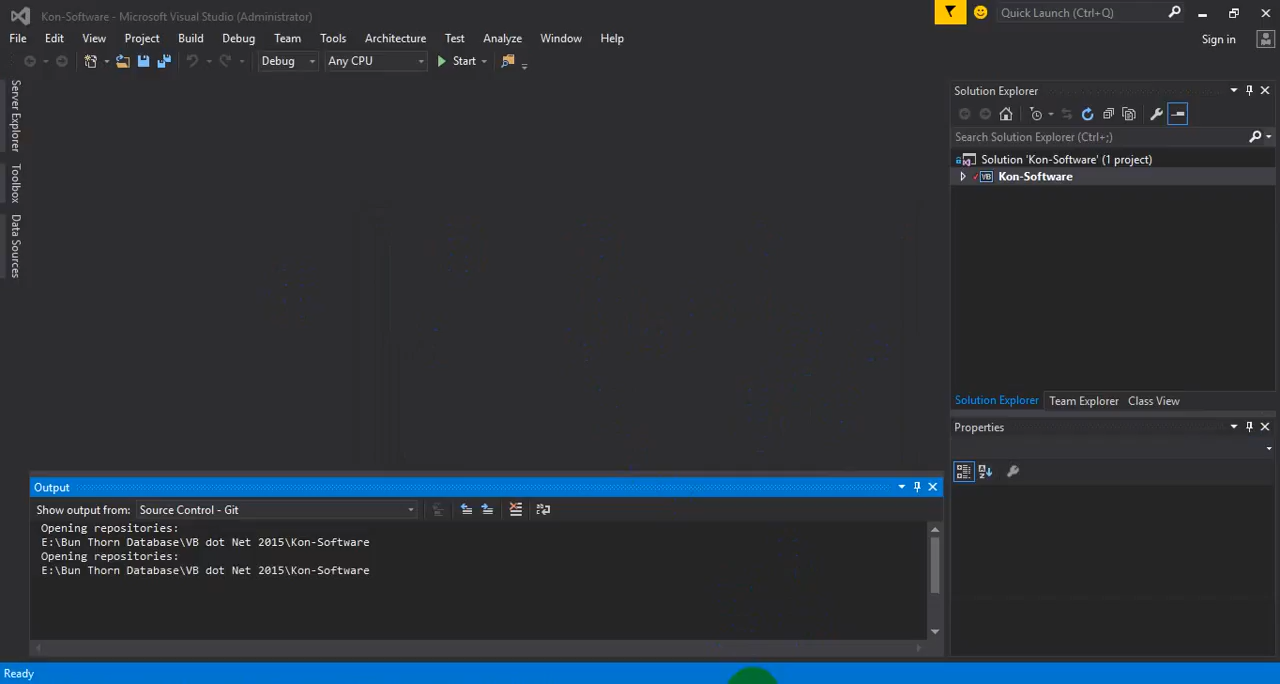 Kon-Software - Microsoft Visual Studio (Administrator)
Quick Launch (Ctrl+Q)
File Edit View Project Build Debug Team Tools Architecture Test Analyze Window Help
Sign in
Debug Any CPU Start
Server Explorer
Toolbox
Data Sources
Solution Explorer
Search Solution Explorer (Ctrl+;)
Solution 'Kon-Software' (1 project)
VB Kon-Software
Solution Explorer Team Explorer Class View
Properties
Output
Show output from: Source Control - Git
Opening repositories:
E:\Bun Thorn Database\VB dot Net 2015\Kon-Software
Opening repositories:
E:\Bun Thorn Database\VB dot Net 2015\Kon-Software
Ready